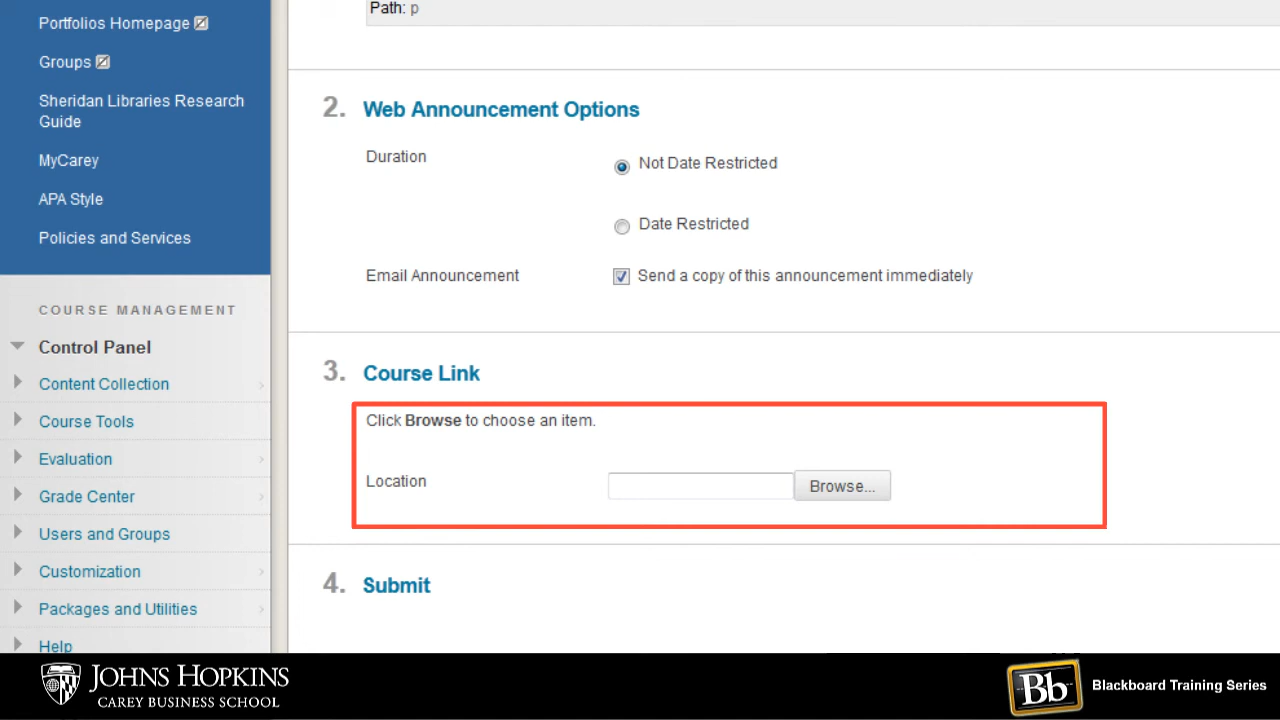 Portfolios Homepage
Groups
Sheridan Libraries Research
Guide
MyCarey
APA Style
Policies and Services
COURSE MANAGEMENT
Control Panel
Content Collection
Course Tools
Evaluation
Grade Center
Users and Groups
Customization
Packages and Utilities
Help
Path: p
2. Web Announcement Options
Duration
Not Date Restricted
Date Restricted
Email Announcement
Send a copy of this announcement immediately
3. Course Link
Click Browse to choose an item.
Location
Browse...
4. Submit
JOHNS HOPKINS
CAREY BUSINESS SCHOOL
Bb
Blackboard Training Series